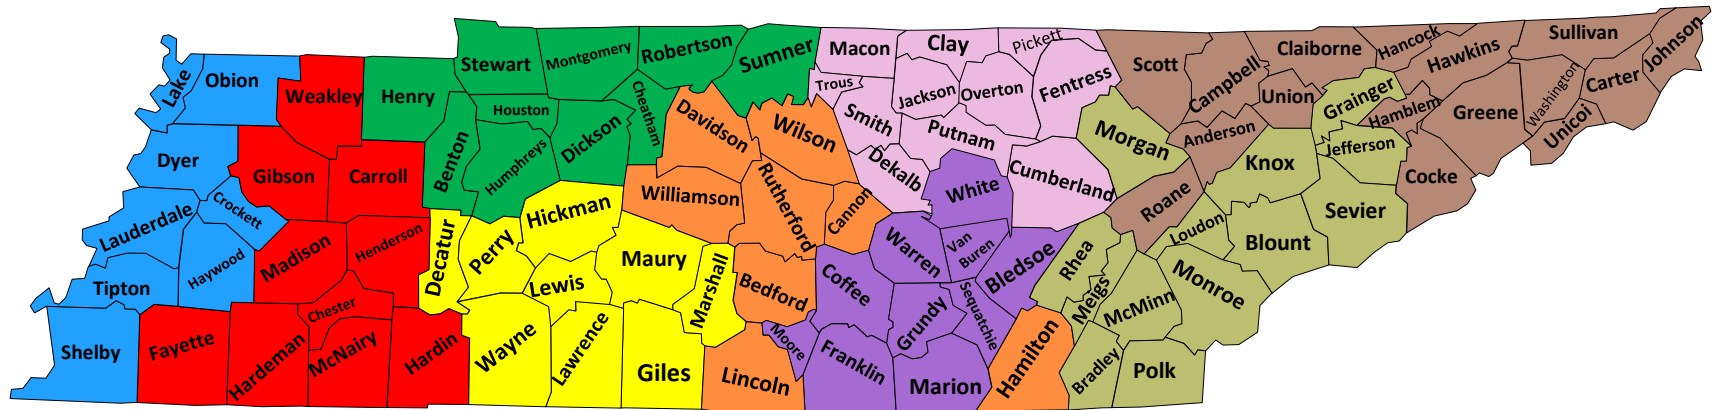 Lake
Obion
Weakley
Henry
Stewart
Montgomery
Robertson
Sumner
Macon
Clay
Pickett
Scott
Campbell
Claiborne
Hancock
Hawkins
Sullivan
Johnson
Carter
Washington
Unicoi
Greene
Hamblem
Grainger
Union
Anderson
Morgan
Fentress
Overton
Jackson
Trous
Smith
Putnam
Wilson
Davidson
Cheatham
Dickson
Houston
Humphreys
Benton
Carroll
Gibson
Dyer
Crockett
Lauderdale
Haywood
Madison
Henderson
Decatur
Perry
Hickman
Williamson
Rutherford
Cannon
Dekalb
White
Cumberland
Roane
Knox
Jefferson
Cocke
Sevier
Blount
Loudon
Monroe
McMinn
Meigs
Rhea
Bledsoe
Van
Buren
Warren
Coffee
Bedford
Marshall
Maury
Lewis
Chester
Tipton
Shelby
Fayette
Hardeman
McNairy
Hardin
Wayne
Lawrence
Giles
Lincoln
Moore
Franklin
Grundy
Sequatchie
Marion
Hamilton
Bradley
Polk